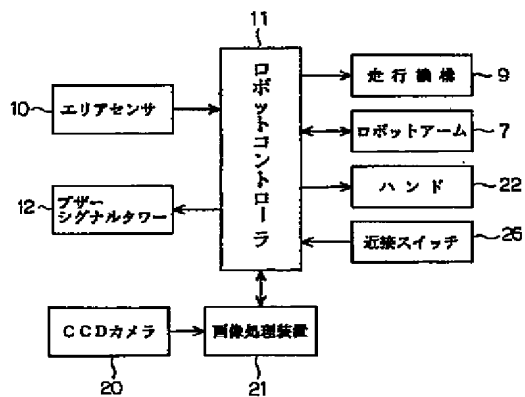 11
ロボットコントローラ
10
エリアセンサ
12
ブザー
シグナルタワー
走行機構
9
ロボットアーム
7
ハンド
22
近接スイッチ
26
CCDカメラ
20
画像処理装置
21